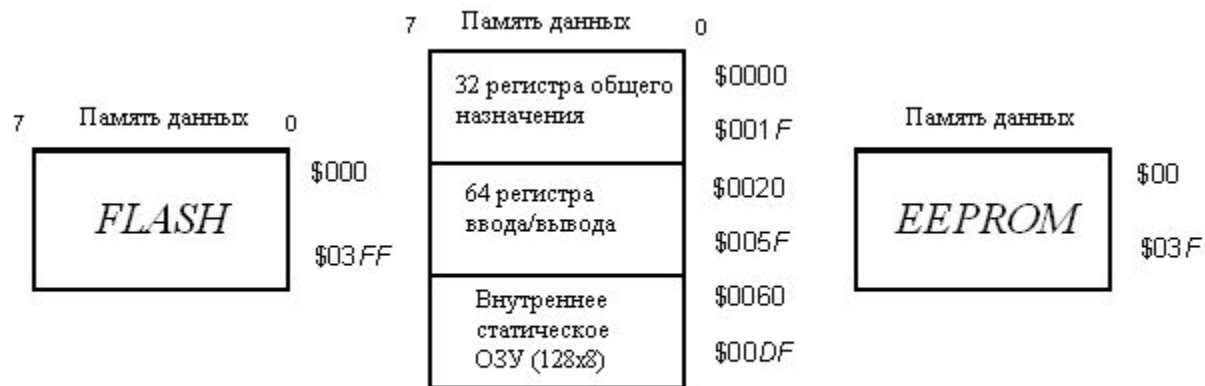 7 Память данных 0
FLASH
$000
$03FF
7 Память данных 0
32 регистра общего
назначения
$0000
$001F
64 регистра
ввода/вывода
$0020
$005F
Внутреннее
статическое
ОЗУ (128x8)
$0060
$00DF
Память данных
EEPROM
$00
$03F